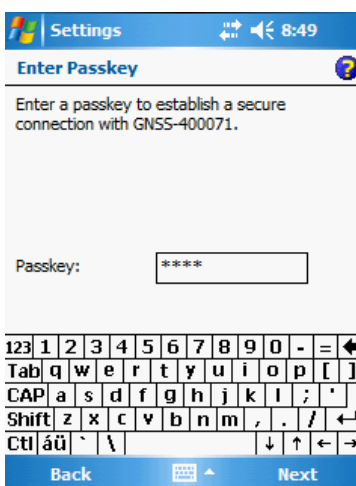 Settings 8:49
Enter Passkey ?
Enter a passkey to establish a secure
connection with GNSS-400071.
Passkey: ****
123 1 2 3 4 5 6 7 8 9 0 - =
Tab q w e r t y u i o p [ ]
CAP a s d f g h j k l ; '
Shift z x c v b n m , . /
Ctl áü ` \
Back Next